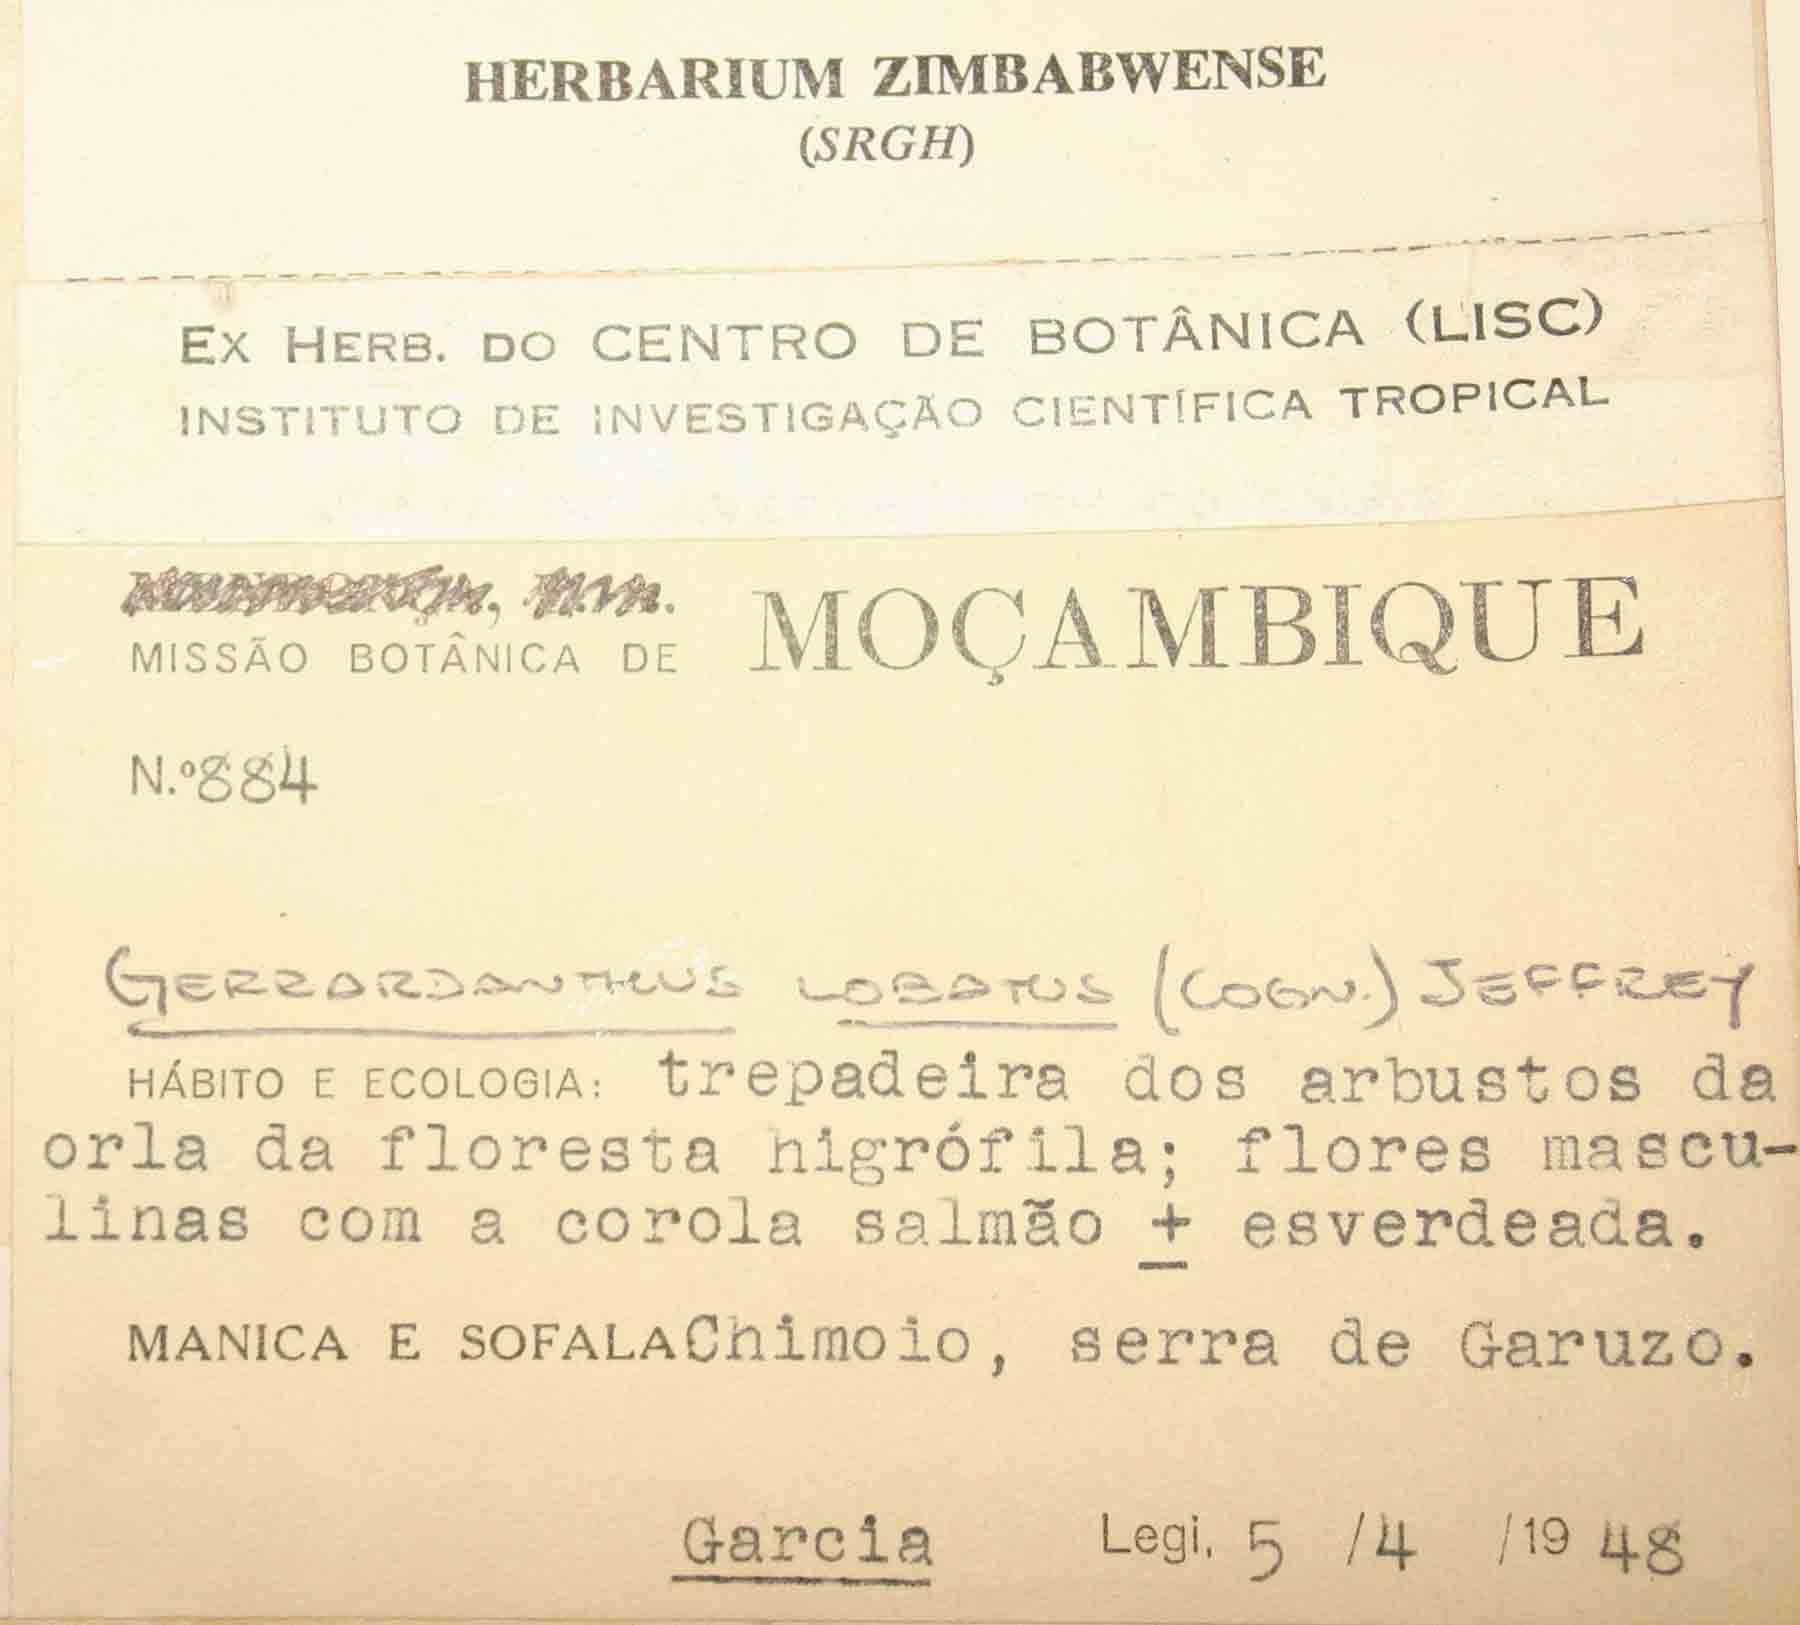 HERBARIUM ZIMBABWENSE
(SRGH)
EX HERB. DO CENTRO DE BOTÂNICA (LISC)
INSTITUTO DE INVESTIGAÇÃO CIENTÍFICA TROPICAL
MISSÃO BOTÂNICA DE MOÇAMBIQUE
N.º 884
GERRARDANTHUS LOBATUS (COGN.) JEFFREY
HÁBITO E ECOLOGIA: trepadeira dos arbustos da
orla da floresta higrófila; flores mascu-
linas com a corola salmão ± esverdeada.
MANICA E SOFALA Chimoio, serra de Garuzo.
Garcia Legi. 5 /4 /19 48